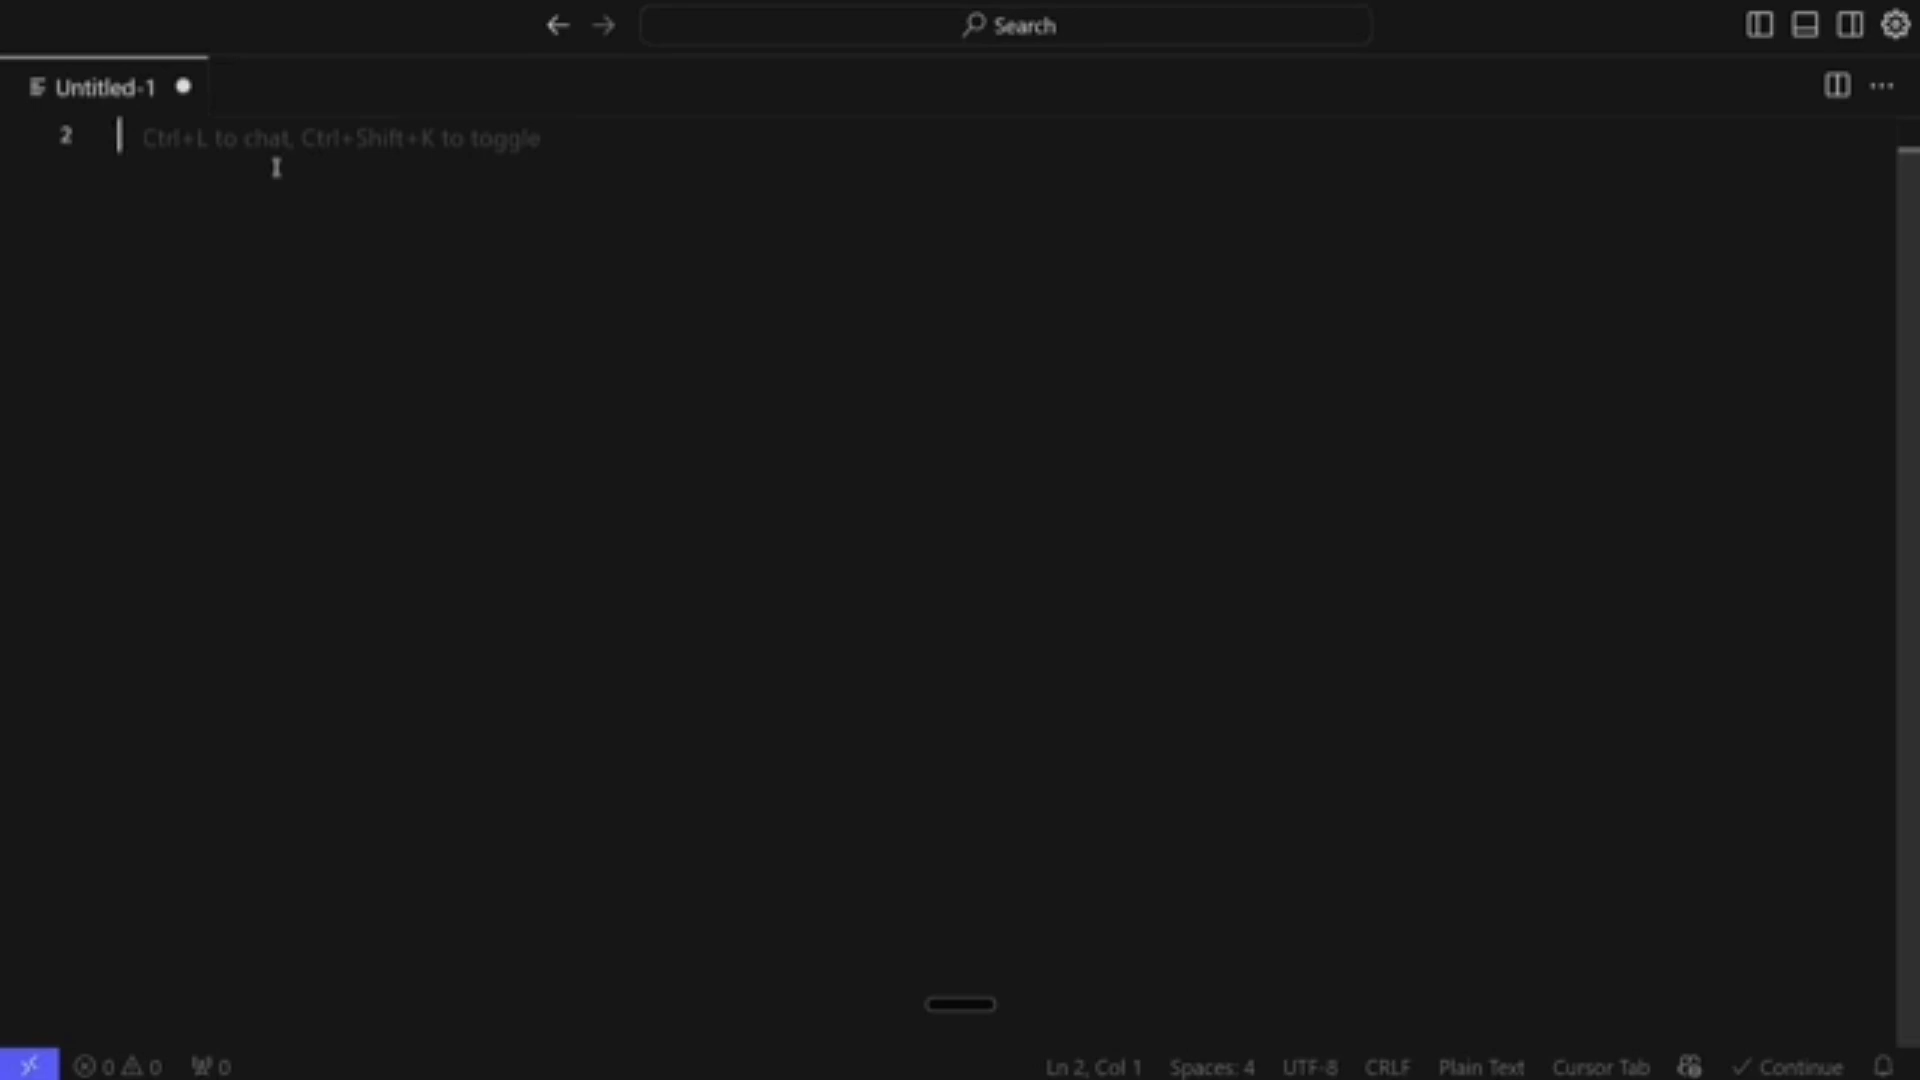 Search
Untitled-1
2 Ctrl+L to chat, Ctrl+Shift+K to toggle
0 0 0 Ln 2, Col 1 Spaces: 4 UTF-8 CRLF Plain Text Cursor Tab Continue